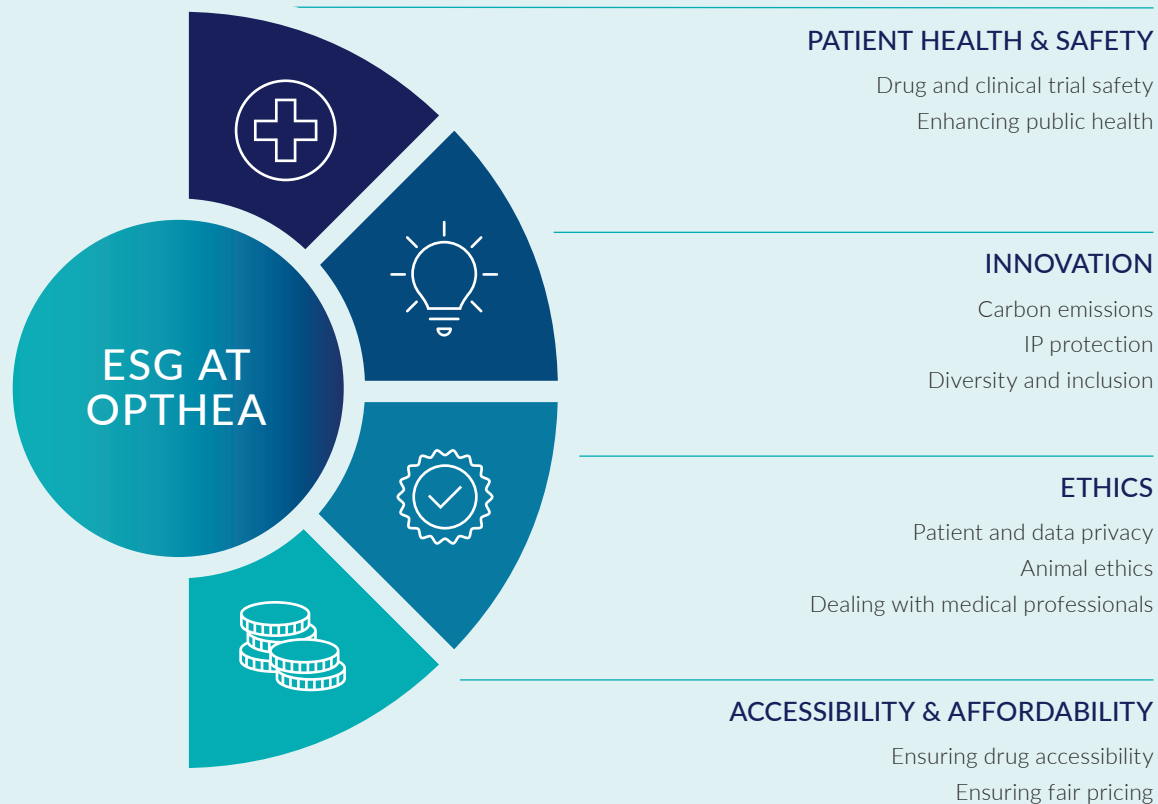 ESG AT
OPTHEA
PATIENT HEALTH & SAFETY
Drug and clinical trial safety
Enhancing public health
INNOVATION
Carbon emissions
IP protection
Diversity and inclusion
ETHICS
Patient and data privacy
Animal ethics
Dealing with medical professionals
ACCESSIBILITY & AFFORDABILITY
Ensuring drug accessibility
Ensuring fair pricing